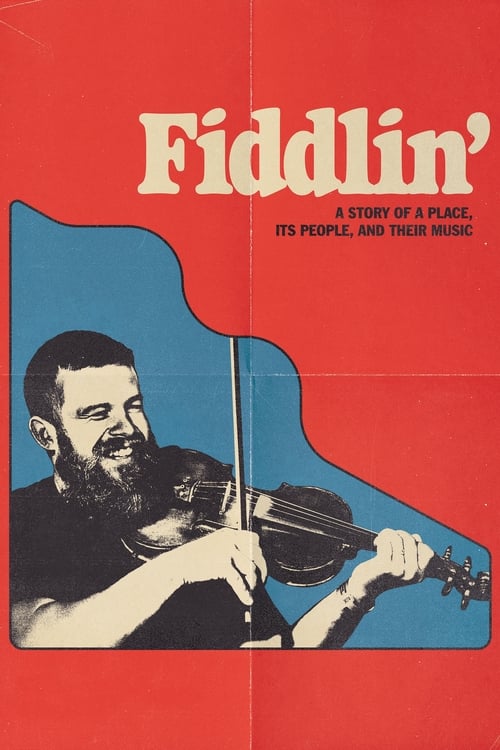 Fiddlin’
A STORY OF A PLACE,
ITS PEOPLE, AND THEIR MUSIC